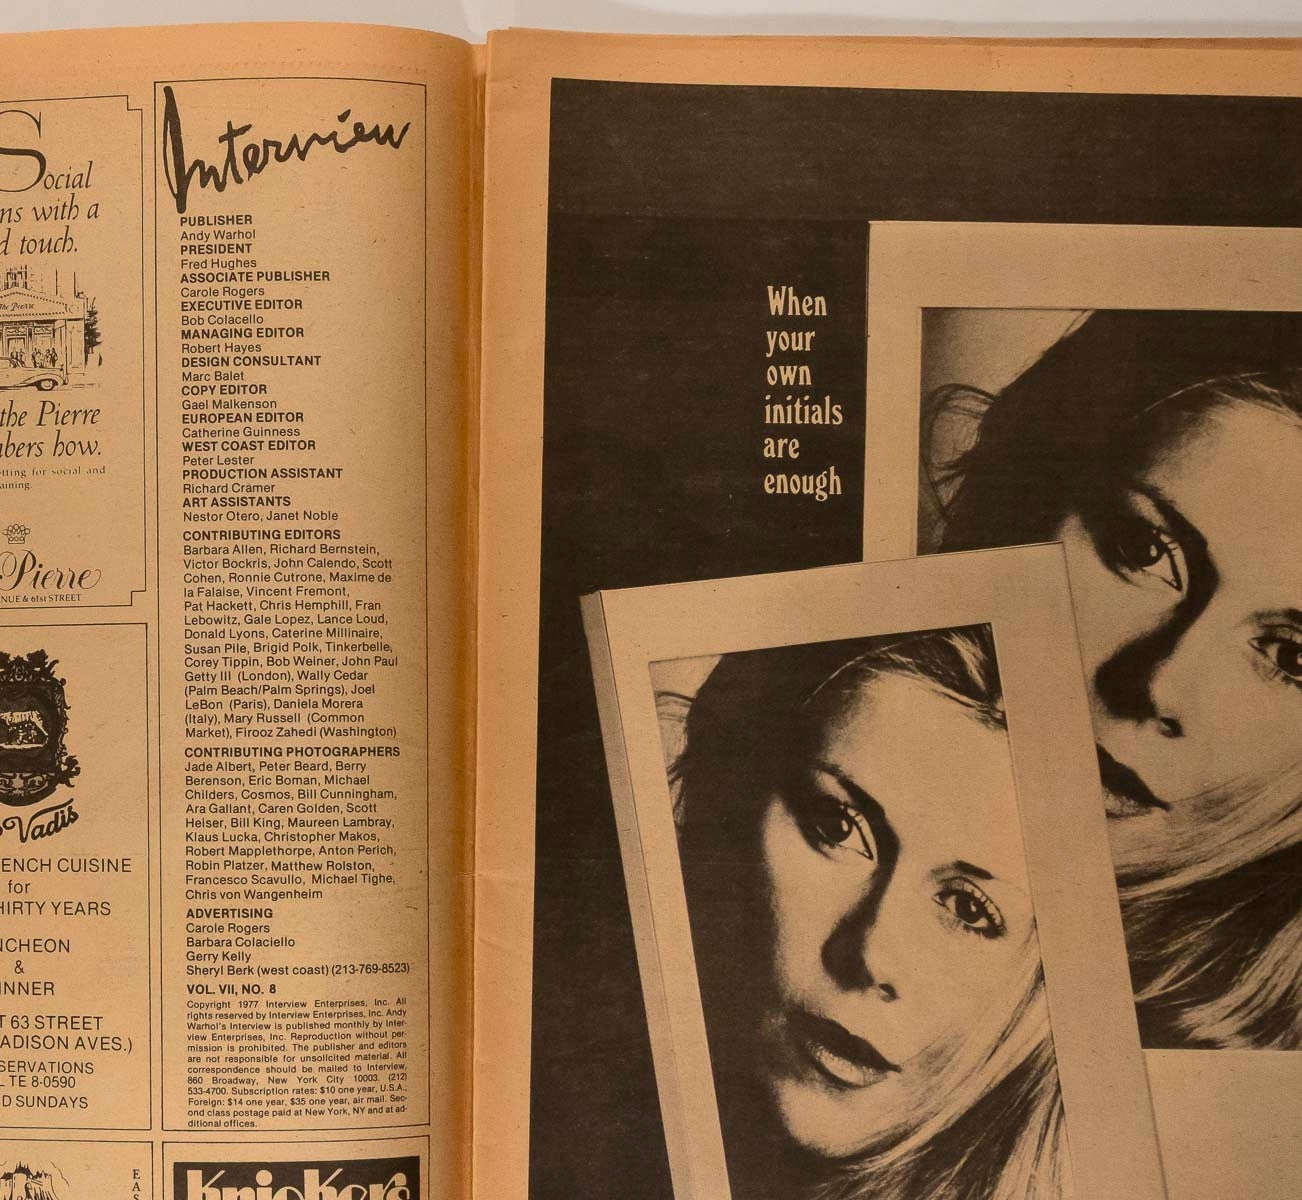 Social
ns with a
d touch.
The Pierre
the Pierre
bers how.
tting for social and
aining.
Pierre
NUE & 61st STREET
Vadis
ENCH CUISINE
for
HIRTY YEARS
NCHEON
&
INNER
T 63 STREET
ADISON AVES.)
SERVATIONS
L TE 8-0590
D SUNDAYS
E
A
S
Interview
PUBLISHER
Andy Warhol
PRESIDENT
Fred Hughes
ASSOCIATE PUBLISHER
Carole Rogers
EXECUTIVE EDITOR
Bob Colacello
MANAGING EDITOR
Robert Hayes
DESIGN CONSULTANT
Marc Balet
COPY EDITOR
Gael Malkenson
EUROPEAN EDITOR
Catherine Guinness
WEST COAST EDITOR
Peter Lester
PRODUCTION ASSISTANT
Richard Cramer
ART ASSISTANTS
Nestor Otero, Janet Noble
CONTRIBUTING EDITORS
Barbara Allen, Richard Bernstein,
Victor Bockris, John Calendo, Scott
Cohen, Ronnie Cutrone, Maxime de
la Falaise, Vincent Fremont,
Pat Hackett, Chris Hemphill, Fran
Lebowitz, Gale Lopez, Lance Loud,
Donald Lyons, Caterine Millinaire,
Susan Pile, Brigid Polk, Tinkerbelle,
Corey Tippin, Bob Weiner, John Paul
Getty III (London), Wally Cedar
(Palm Beach/Palm Springs), Joel
LeBon (Paris), Daniela Morera
(Italy), Mary Russell (Common
Market), Firooz Zahedi (Washington)
CONTRIBUTING PHOTOGRAPHERS
Jade Albert, Peter Beard, Berry
Berenson, Eric Boman, Michael
Childers, Cosmos, Bill Cunningham,
Ara Gallant, Caren Golden, Scott
Heiser, Bill King, Maureen Lambray,
Klaus Lucka, Christopher Makos,
Robert Mapplethorpe, Anton Perich,
Robin Platzer, Matthew Rolston,
Francesco Scavullo, Michael Tighe,
Chris von Wangenheim
ADVERTISING
Carole Rogers
Barbara Colaciello
Gerry Kelly
Sheryl Berk (west coast) (213-769-8523)
VOL. VII, NO. 8
Copyright 1977 Interview Enterprises, Inc. All
rights reserved by Interview Enterprises, Inc. Andy
Warhol's Interview is published monthly by Inter-
view Enterprises, Inc. Reproduction without per-
mission is prohibited. The publisher and editors
are not responsible for unsolicited material. All
correspondence should be mailed to Interview,
860 Broadway, New York City 10003. (212)
533-4700. Subscription rates: $10 one year, U.S.A.;
Foreign: $14 one year, $35 one year, air mail. Sec-
ond class postage paid at New York, NY and at ad-
ditional offices.
Knickers
When
your
own
initials
are
enough